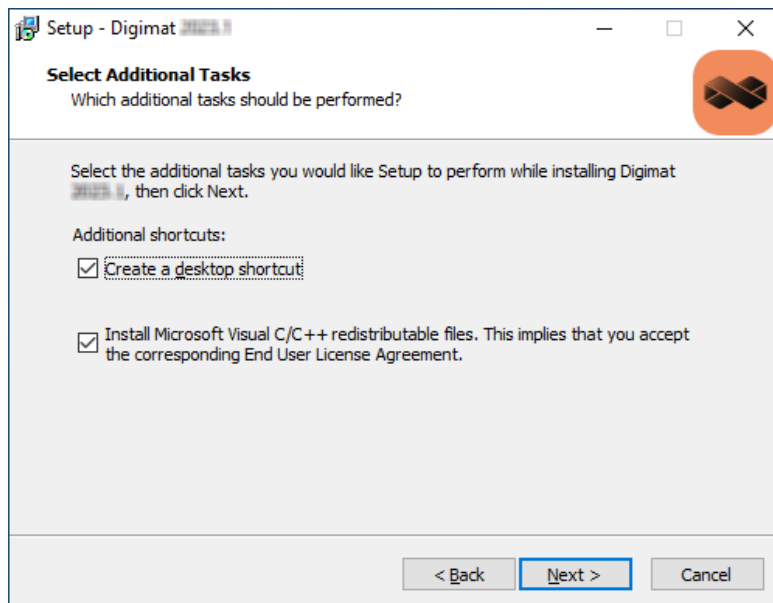 Setup - Digimat
Select Additional Tasks
Which additional tasks should be performed?
Select the additional tasks you would like Setup to perform while installing Digimat
, then click Next.
Additional shortcuts:
Create a desktop shortcut
Install Microsoft Visual C/C++ redistributable files. This implies that you accept
the corresponding End User License Agreement.
< Back
Next >
Cancel